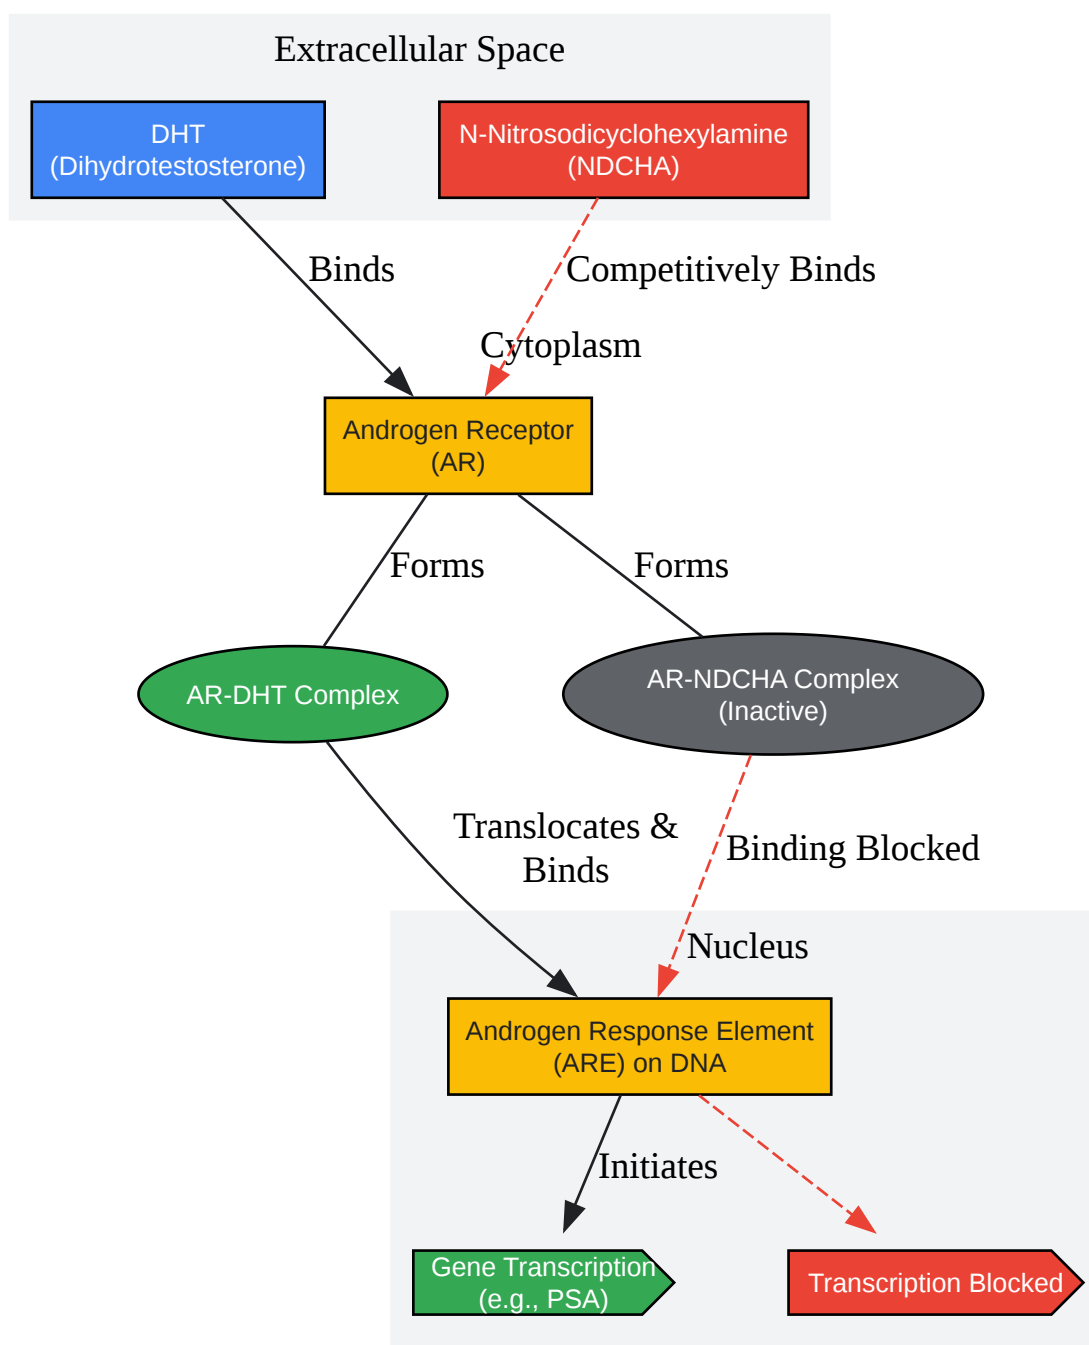 Extracellular Space
DHT
(Dihydrotestosterone)
N-Nitrosodicyclohexylamine
(NDCHA)
Binds
Competitively Binds
Cytoplasm
Androgen Receptor
(AR)
Forms
Forms
AR-DHT Complex
AR-NDCHA Complex
(Inactive)
Translocates &
Binds
Binding Blocked
Nucleus
Androgen Response Element
(ARE) on DNA
Initiates
Gene Transcription
(e.g., PSA)
Transcription Blocked